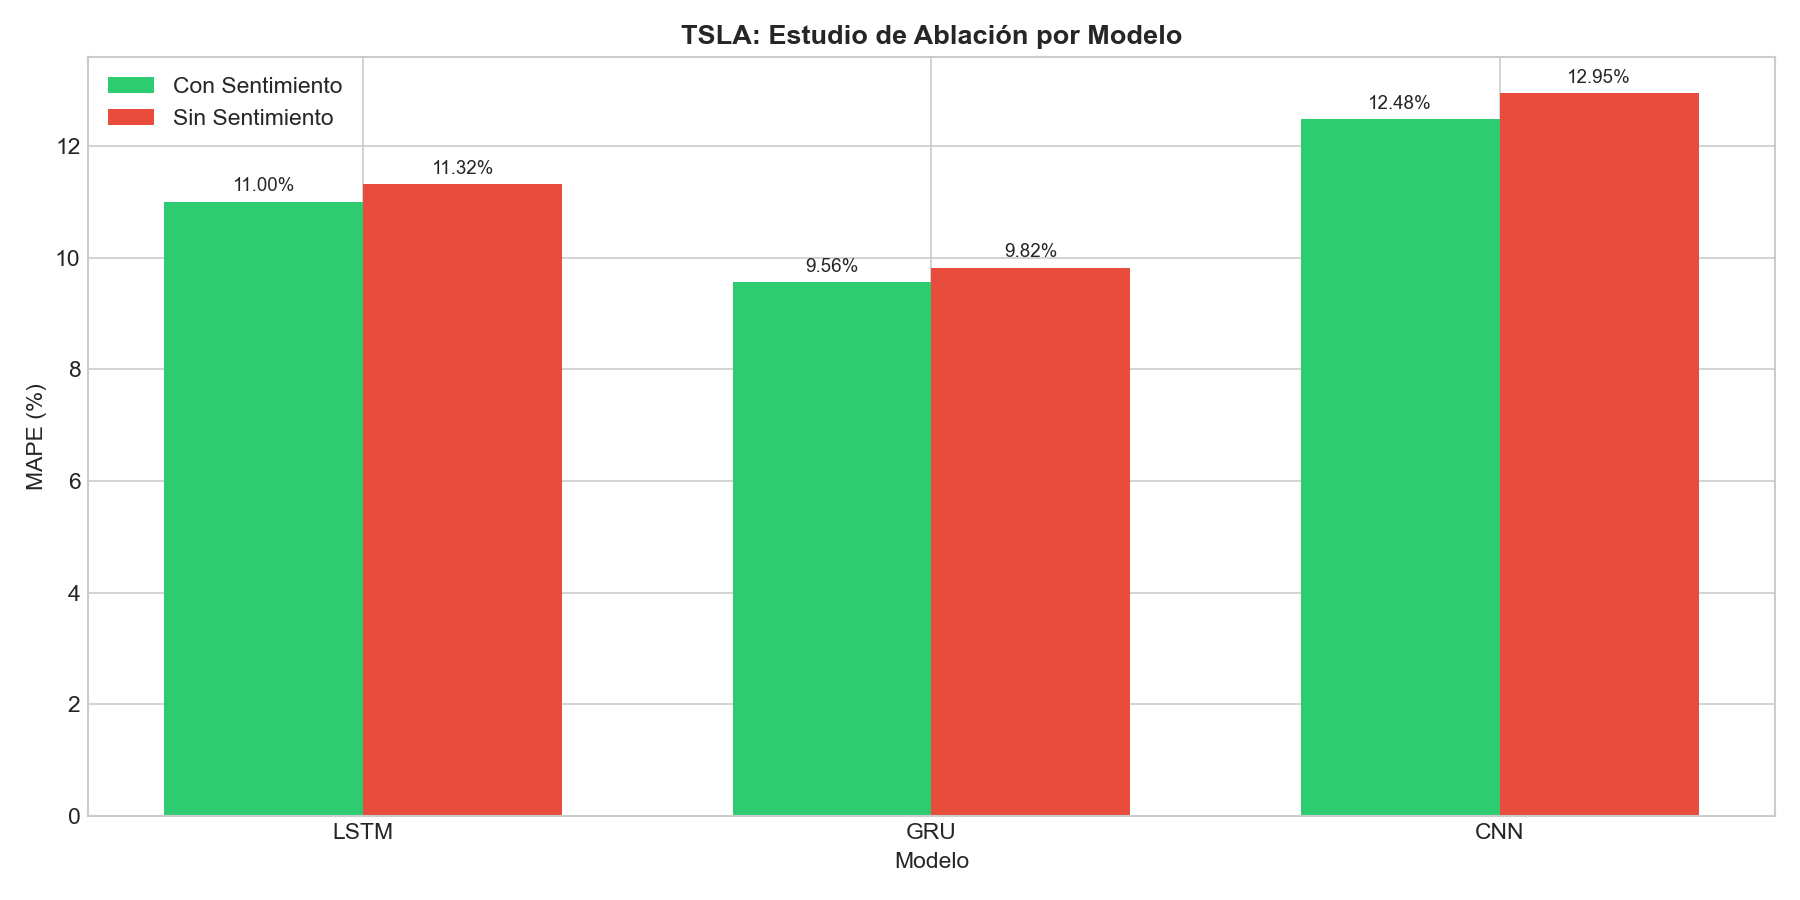 TSLA: Estudio de Ablación por Modelo
Con Sentimiento
Sin Sentimiento
12.95%
12.48%
11.32%
11.00%
9.82%
9.56%
12
10
8
6
4
2
0
MAPE (%)
LSTM
GRU
CNN
Modelo